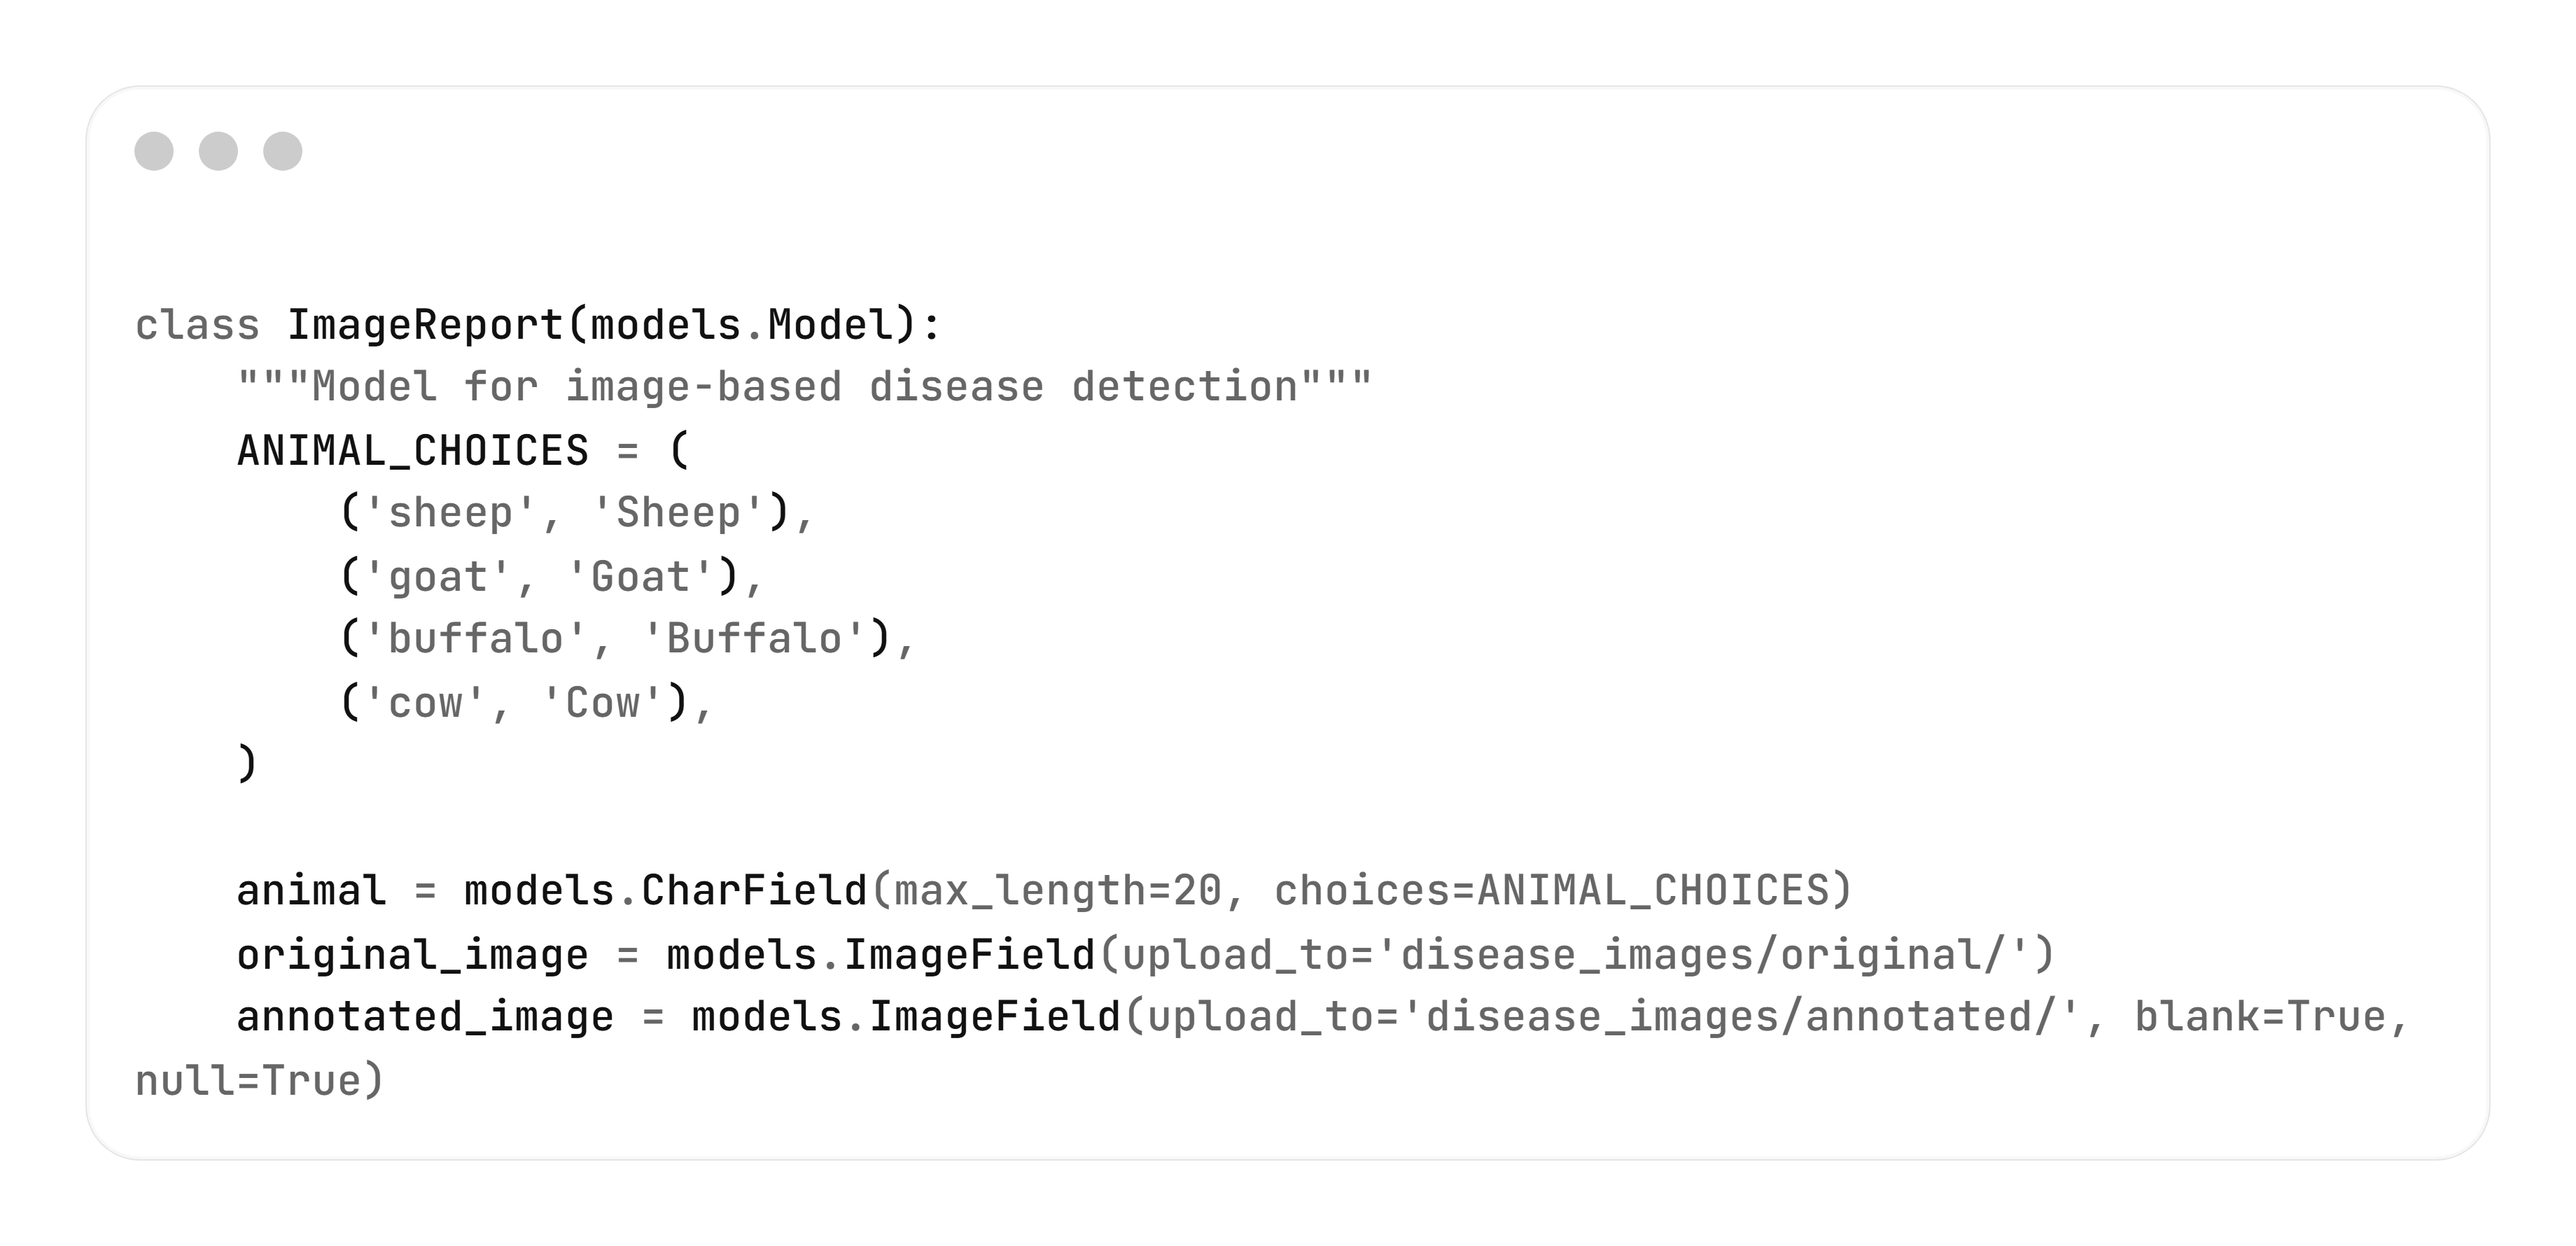 class ImageReport(models.Model):
    """Model for image-based disease detection"""
    ANIMAL_CHOICES = (
        ('sheep', 'Sheep'),
        ('goat', 'Goat'),
        ('buffalo', 'Buffalo'),
        ('cow', 'Cow'),
    )

    animal = models.CharField(max_length=20, choices=ANIMAL_CHOICES)
    original_image = models.ImageField(upload_to='disease_images/original/')
    annotated_image = models.ImageField(upload_to='disease_images/annotated/', blank=True,
null=True)